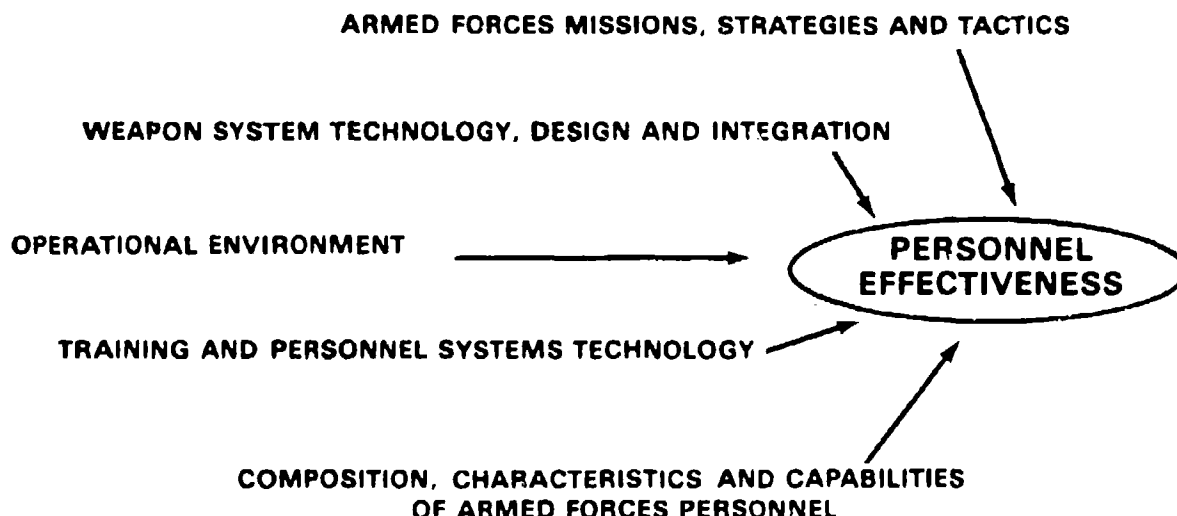 ARMED FORCES MISSIONS, STRATEGIES AND TACTICS
WEAPON SYSTEM TECHNOLOGY, DESIGN AND INTEGRATION
OPERATIONAL ENVIRONMENT
PERSONNEL
EFFECTIVENESS
TRAINING AND PERSONNEL SYSTEMS TECHNOLOGY
COMPOSITION, CHARACTERISTICS AND CAPABILITIES
OF ARMED FORCES PERSONNEL